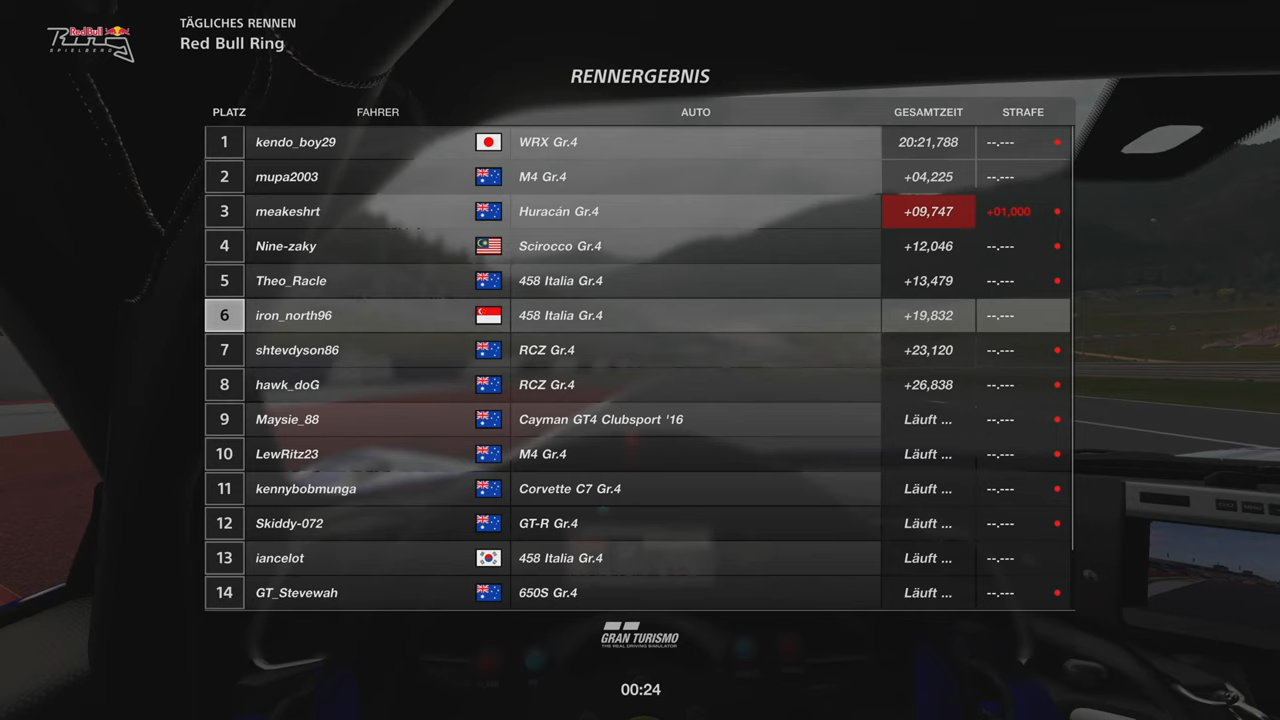 Red Bull
Ring
SPIELBERG
TÄGLICHES RENNEN
Red Bull Ring
RENNERGEBNIS
PLATZ FAHRER AUTO GESAMTZEIT STRAFE
1 kendo_boy29 WRX Gr.4 20:21,788 --.---
2 mupa2003 M4 Gr.4 +04,225 --.---
3 meakeshrt Huracán Gr.4 +09,747 +01,000
4 Nine-zaky Scirocco Gr.4 +12,046 --.---
5 Theo_Racle 458 Italia Gr.4 +13,479 --.---
6 iron_north96 458 Italia Gr.4 +19,832 --.---
7 shtevdyson86 RCZ Gr.4 +23,120 --.---
8 hawk_doG RCZ Gr.4 +26,838 --.---
9 Maysie_88 Cayman GT4 Clubsport '16 Läuft ... --.---
10 LewRitz23 M4 Gr.4 Läuft ... --.---
11 kennybobmunga Corvette C7 Gr.4 Läuft ... --.---
12 Skiddy-072 GT-R Gr.4 Läuft ... --.---
13 iancelot 458 Italia Gr.4 Läuft ... --.---
14 GT_Stevewah 650S Gr.4 Läuft ... --.---
GRAN TURISMO
THE REAL DRIVING SIMULATOR
00:24